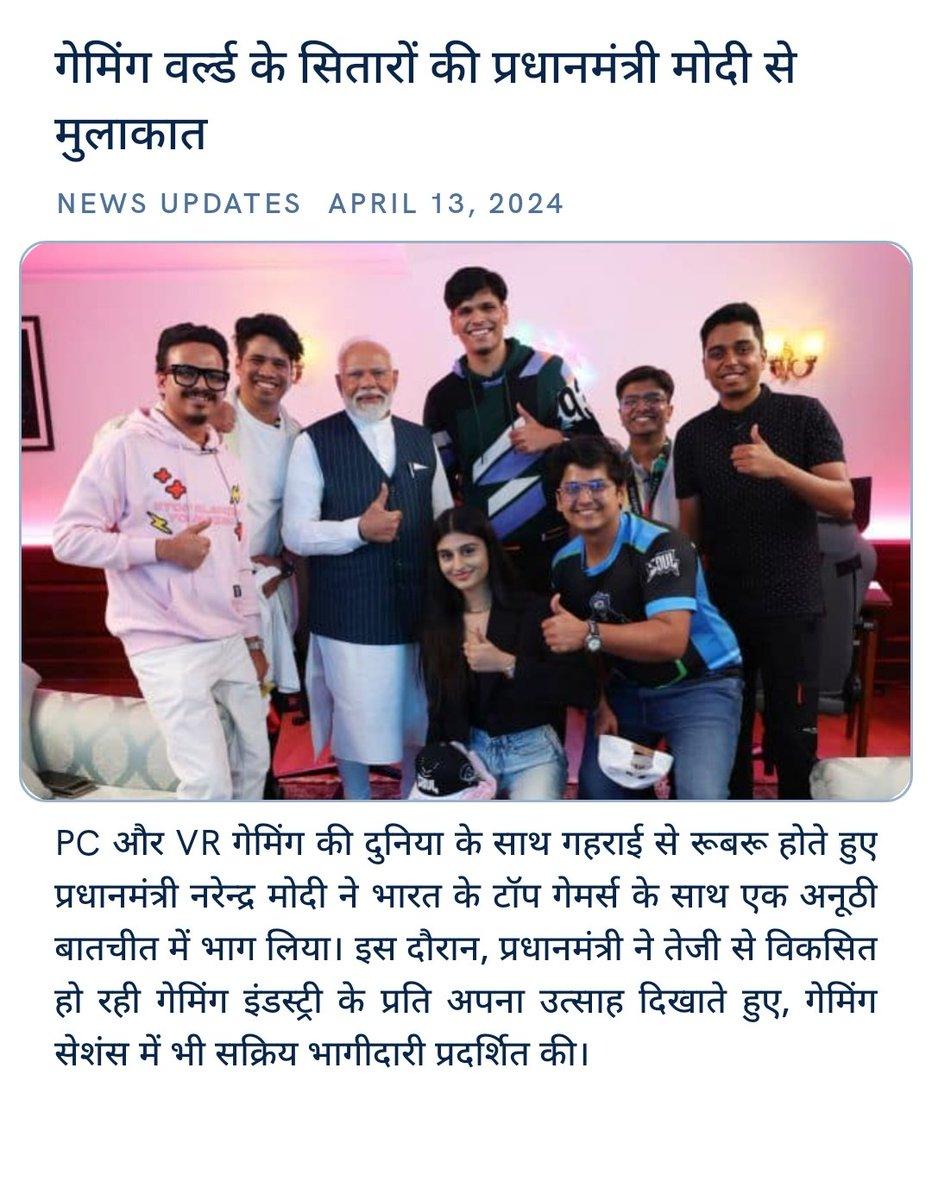 गेमिंग वर्ल्ड के सितारों की प्रधानमंत्री मोदी से
मुलाकात
NEWS UPDATES APRIL 13, 2024
SOUL
PC और VR गेमिंग की दुनिया के साथ गहराई से रूबरू होते हुए
प्रधानमंत्री नरेन्द्र मोदी ने भारत के टॉप गेमर्स के साथ एक अनूठी
बातचीत में भाग लिया। इस दौरान, प्रधानमंत्री ने तेजी से विकसित
हो रही गेमिंग इंडस्ट्री के प्रति अपना उत्साह दिखाते हुए, गेमिंग
सेशंस में भी सक्रिय भागीदारी प्रदर्शित की।